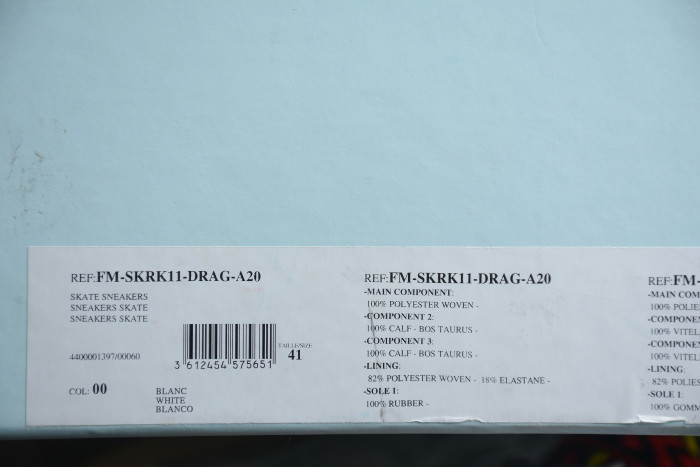 REF:FM-SKRK11-DRAG-A20
SKATE SNEAKERS
SNEAKERS SKATE
SNEAKERS SKATE
4400001397/00060
3 612454 575651
TAILLE/SIZE
41
COL: 00
BLANC
WHITE
BLANCO
REF:FM-SKRK11-DRAG-A20
-MAIN COMPONENT:
100% POLYESTER WOVEN -
-COMPONENT 2:
100% CALF - BOS TAURUS -
-COMPONENT 3:
100% CALF - BOS TAURUS -
-LINING:
82% POLYESTER WOVEN - 18% ELASTANE -
-SOLE 1:
100% RUBBER -
REF:FM-
-MAIN COM
100% POLIE
-COMPONE
100% VITEL
-COMPONE
100% VITEL
-LINING:
82% POLIES
-SOLE 1:
100% GOMM